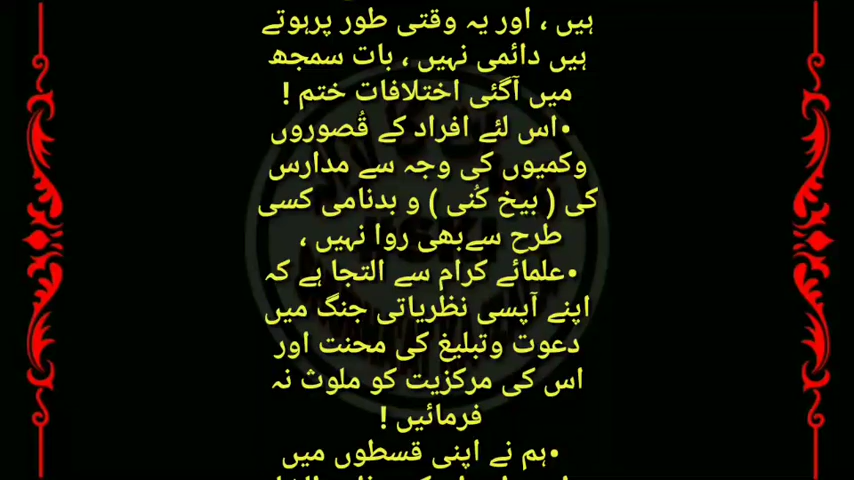 ہیں ، اور یہ وقتی طور پرہوتے
ہیں دائمی نہیں ، بات سمجھ
میں آگئی اختلافات ختم !
•اس لئے افراد کے قُصوروں
وکمیوں کی وجہ سے مدارس
کی ( بیخ کُنی ) و بدنامی کسی
طرح سےبھی روا نہیں ،
•علمائے کرام سے التجا ہے کہ
اپنے آپسی نظریاتی جنگ میں
دعوت وتبلیغ کی محنت اور
اس کی مرکزیت کو ملوث نہ
فرمائیں !
•ہم نے اپنی قسطوں میں